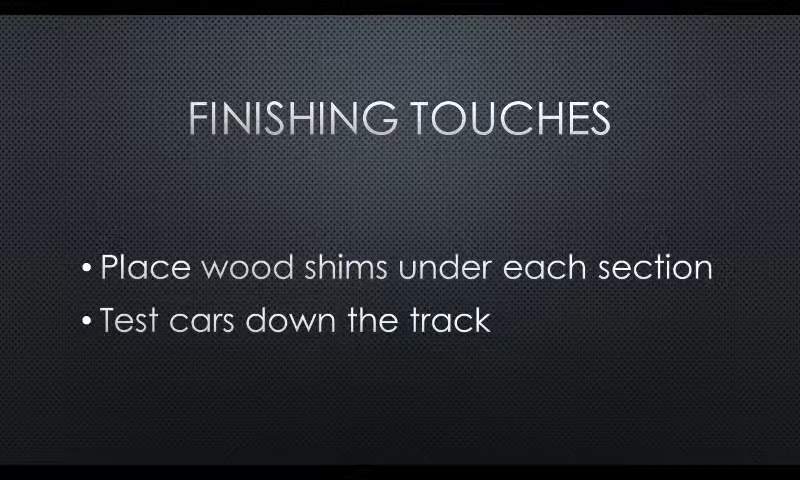 FINISHING TOUCHES
• Place wood shims under each section
• Test cars down the track